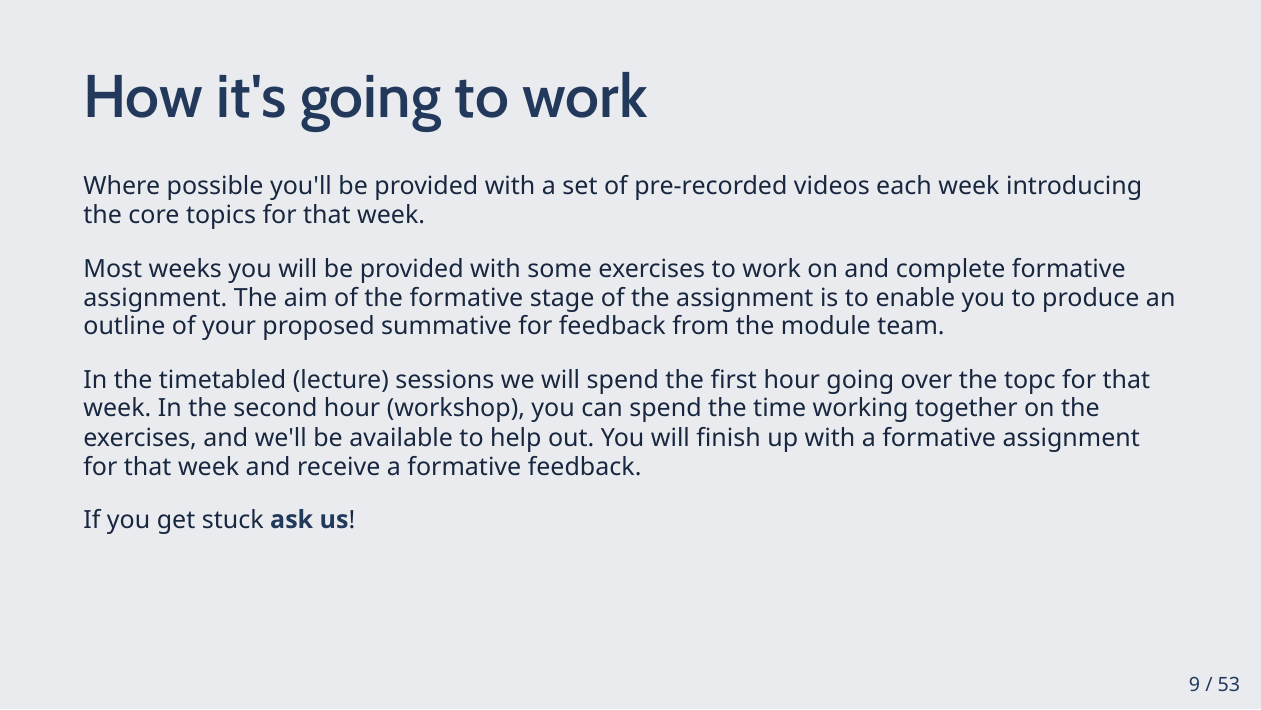 How it's going to work
Where possible you'll be provided with a set of pre-recorded videos each week introducing
the core topics for that week.
Most weeks you will be provided with some exercises to work on and complete formative
assignment. The aim of the formative stage of the assignment is to enable you to produce an
outline of your proposed summative for feedback from the module team.
In the timetabled (lecture) sessions we will spend the first hour going over the topc for that
week. In the second hour (workshop), you can spend the time working together on the
exercises, and we'll be available to help out. You will finish up with a formative assignment
for that week and receive a formative feedback.
If you get stuck ask us!
9 / 53